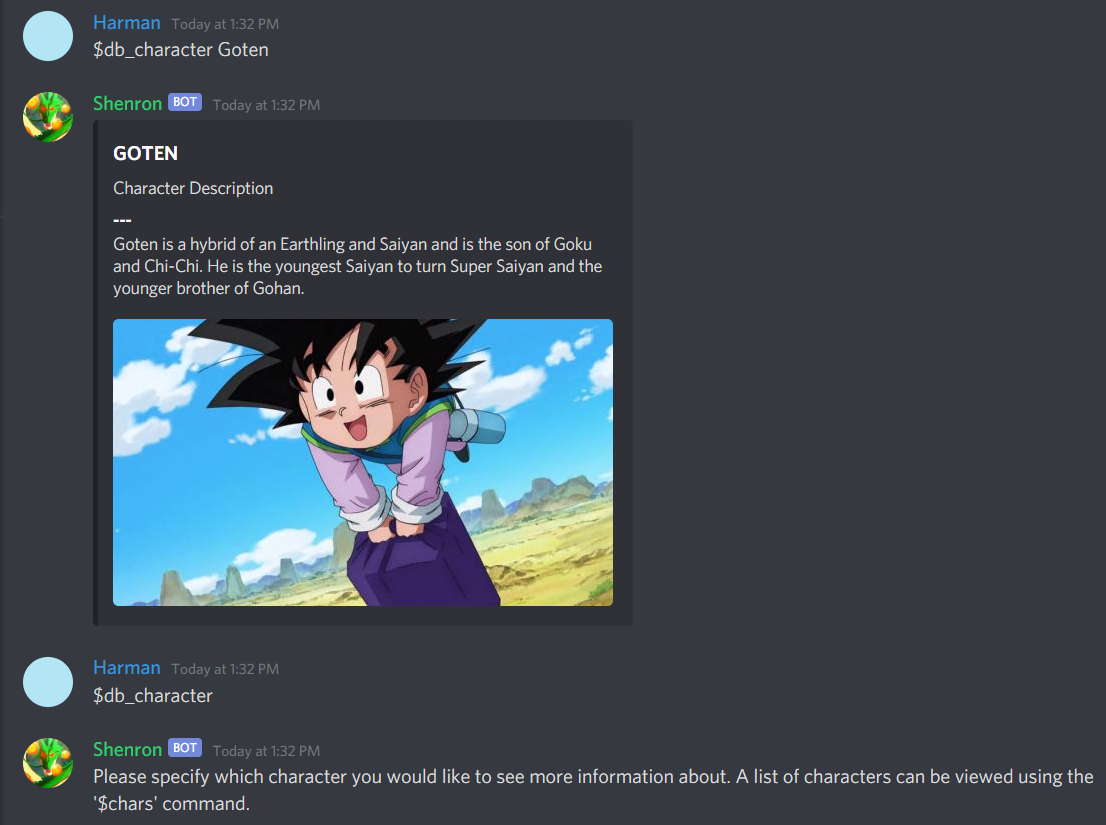 Harman Today at 1:32 PM
$db_character Goten
Shenron BOT Today at 1:32 PM
GOTEN
Character Description
---
Goten is a hybrid of an Earthling and Saiyan and is the son of Goku
and Chi-Chi. He is the youngest Saiyan to turn Super Saiyan and the
younger brother of Gohan.
Harman Today at 1:32 PM
$db_character
Shenron BOT Today at 1:32 PM
Please specify which character you would like to see more information about. A list of characters can be viewed using the
'$chars' command.